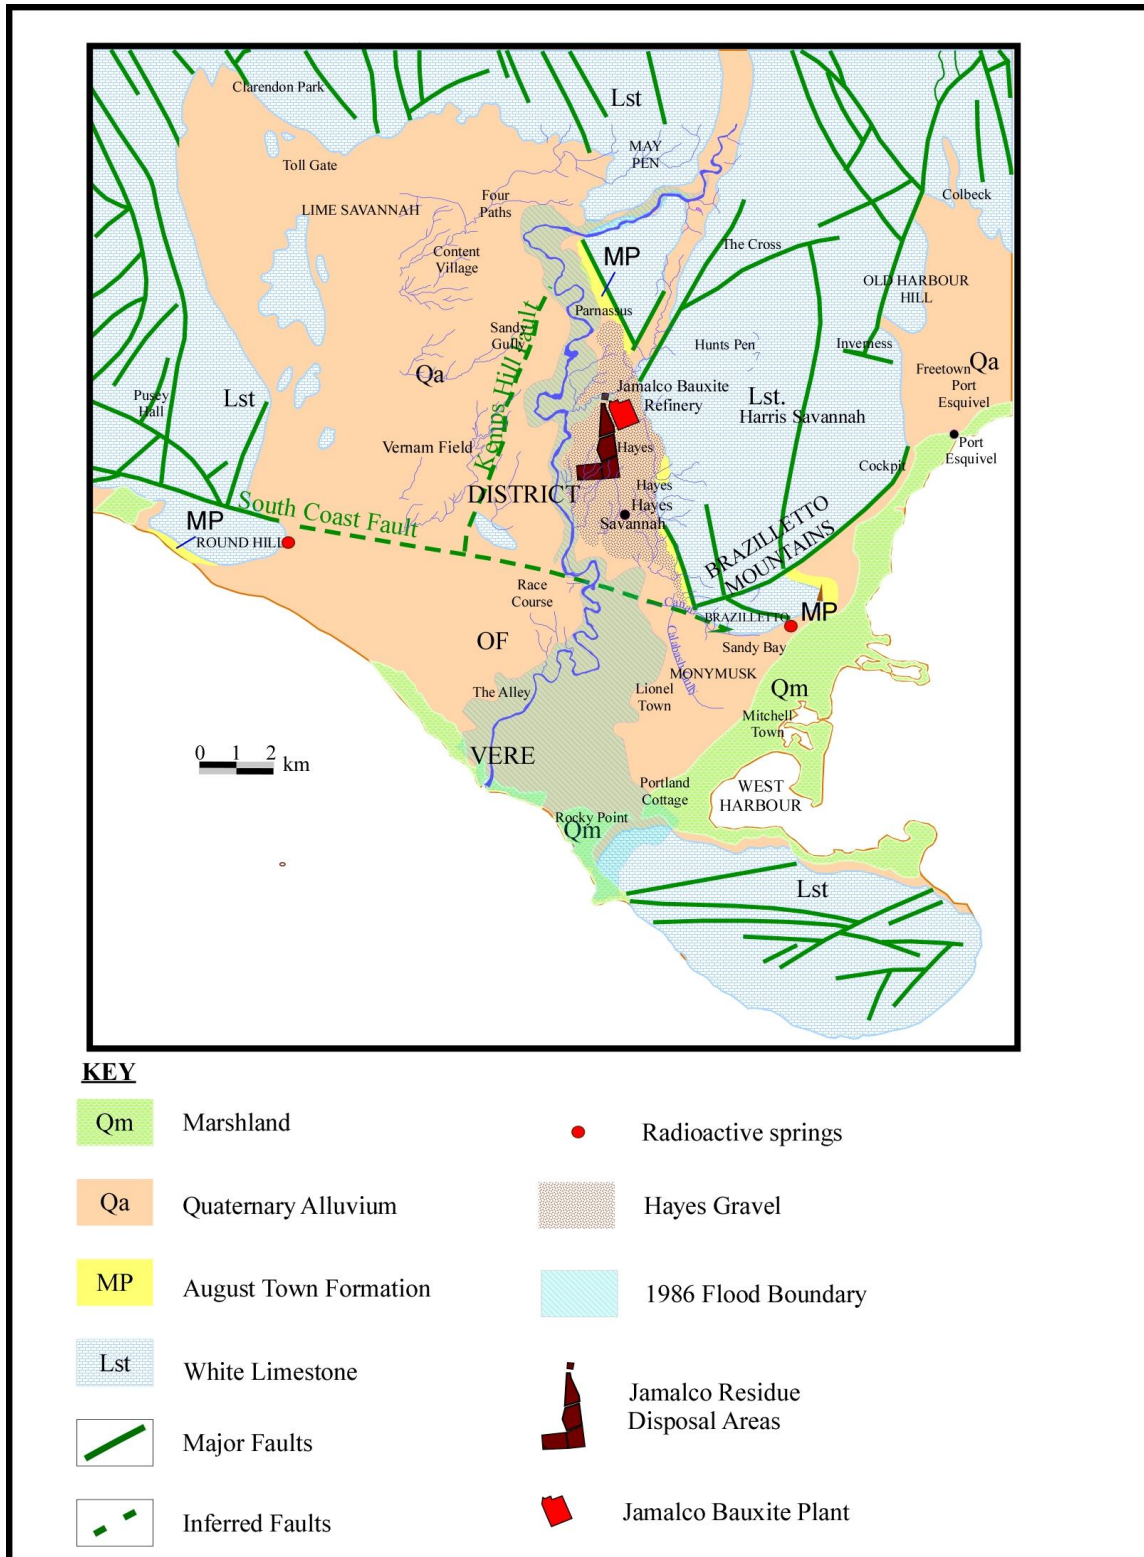 Clarendon Park
Lst
MAY
PEN
Toll Gate
LIME SAVANNAH
Four
Paths
Colbeck
Content
Village
MP
The Cross
OLD HARBOUR
HILL
Parnassus
Sandy
Gully
Kemps Hill Fault
Hunts Pen
Inverness
Qa
Qa
Freetown
Port
Esquivel
Pusey
Hall
Lst
Jamalco Bauxite
Refinery
Lst.
Harris Savannah
Vernam Field
Hayes
Port
Esquivel
Cockpit
DISTRICT
Hayes
Hayes
Savannah
South Coast Fault
MP
ROUND HILL
BRAZILLETTO
MOUNTAINS
Race
Course
BRAZILLETTO
MP
OF
Sandy Bay
MONYMUSK
The Alley
Lionel
Town
Qm
Mitchell
Town
0 1 2
km
VERE
Portland
Cottage
WEST
HARBOUR
Rocky Point
Qm
Lst
KEY
Qm
Marshland
Radioactive springs
Qa
Quaternary Alluvium
Hayes Gravel
MP
August Town Formation
1986 Flood Boundary
Lst
White Limestone
Jamalco Residue
Disposal Areas
Major Faults
Jamalco Bauxite Plant
Inferred Faults